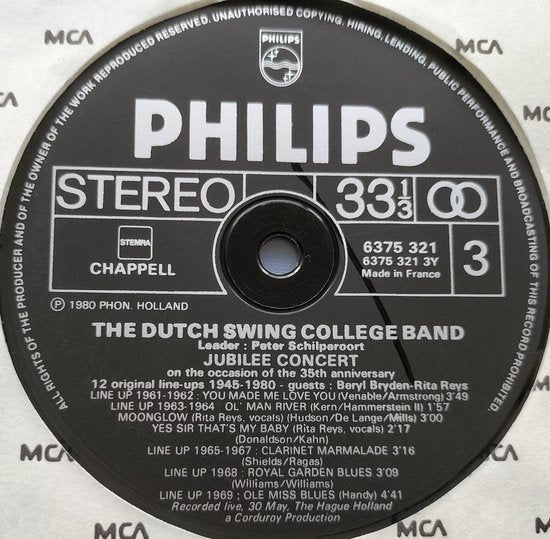 ALL RIGHTS OF THE PRODUCER AND OF THE OWNER OF THE WORK REPRODUCED RESERVED. UNAUTHORISED COPYING, HIRING, LENDING, PUBLIC PERFORMANCE AND BROADCASTING OF THIS RECORD PROHIBITED.
MCA
MCA
PHILIPS
PHILIPS
STEREO
33 1/3
STEMRA
CHAPPELL
6375 321
6375 321 3Y
Made in France
3
Ⓟ 1980 PHON. HOLLAND
THE DUTCH SWING COLLEGE BAND
Leader : Peter Schilperoort
JUBILEE CONCERT
on the occasion of the 35th anniversary
12 original line-ups 1945-1980 - guests : Beryl Bryden-Rita Reys
LINE UP 1961-1962 : YOU MADE ME LOVE YOU (Venable/Armstrong) 3'49
LINE UP 1963-1964 : OL' MAN RIVER (Kern/Hammerstein II) 1'57
MOONGLOW (Rita Reys, vocals) (Hudson/De Lange/Mills) 3'00
YES SIR THAT'S MY BABY (Rita Reys, vocals) 2'17
(Donaldson/Kahn)
LINE UP 1965-1967 : CLARINET MARMALADE 3'16
(Shields/Ragas)
LINE UP 1968 : ROYAL GARDEN BLUES 3'09
(Williams/Williams)
LINE UP 1969 : OLE MISS BLUES (Handy) 4'41
Recorded live, 30 May, The Hague Holland
a Corduroy Production
MCA
MCA
MCA
MCA